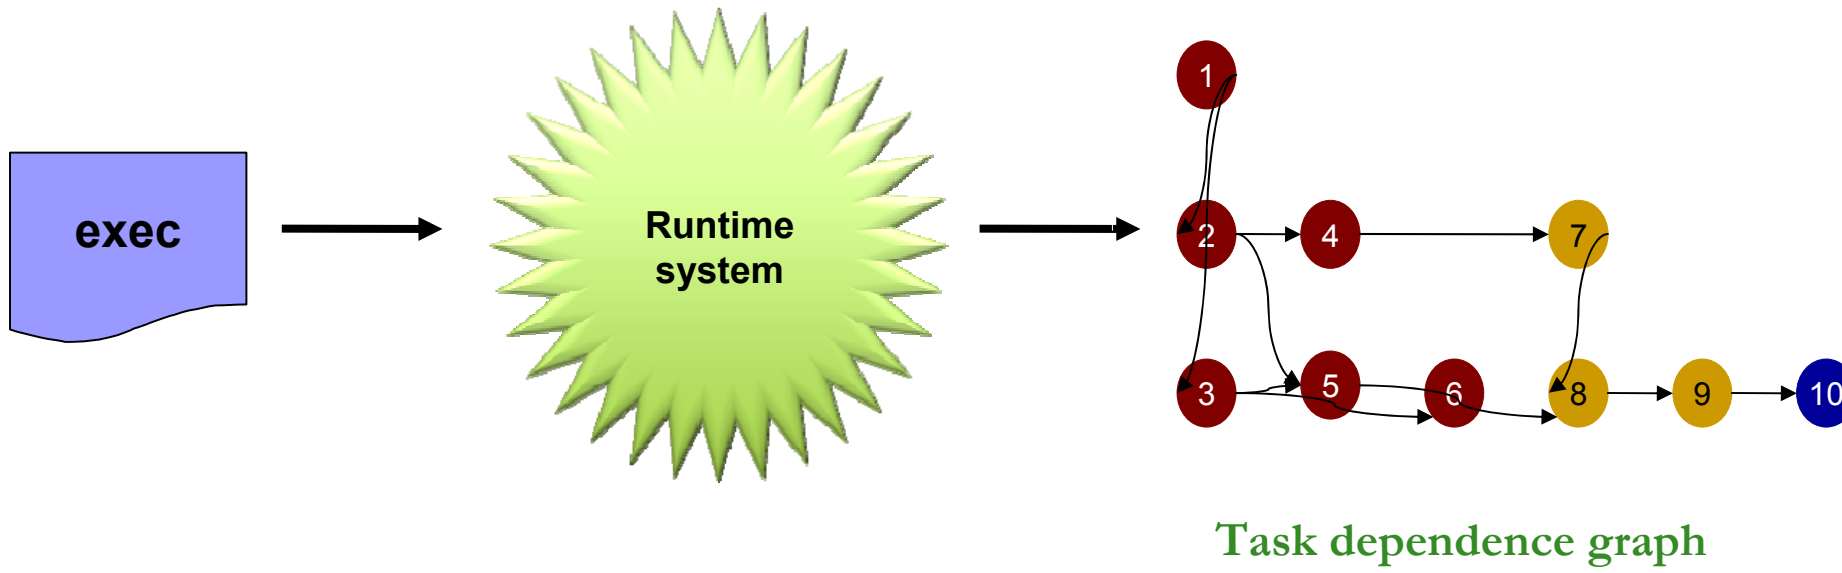 exec
Runtime
system
1
2 4 7
3 5 6 8 9 10
Task dependence graph